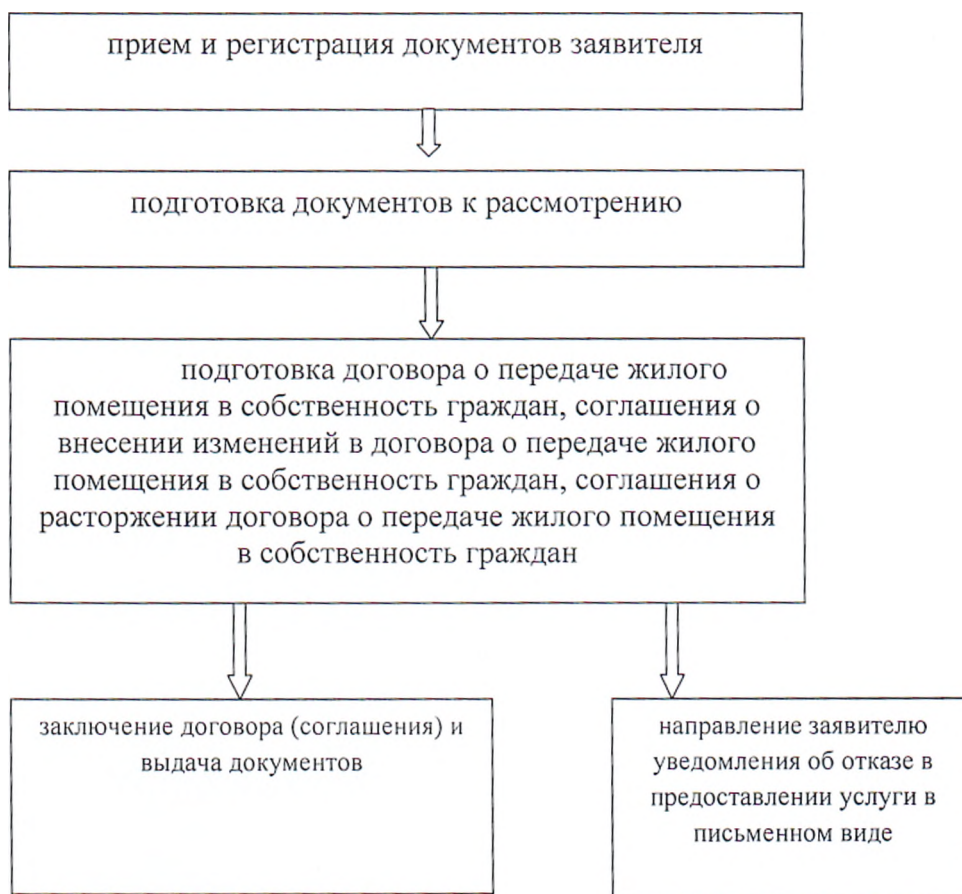 прием и регистрация документов заявителя
подготовка документов к рассмотрению
подготовка договора о передаче жилого
помещения в собственность граждан, соглашения о
внесении изменений в договора о передаче жилого
помещения в собственность граждан, соглашения о
расторжении договора о передаче жилого помещения
в собственность граждан
заключение договора (соглашения) и
выдача документов
направление заявителю
уведомления об отказе в
предоставлении услуги в
письменном виде